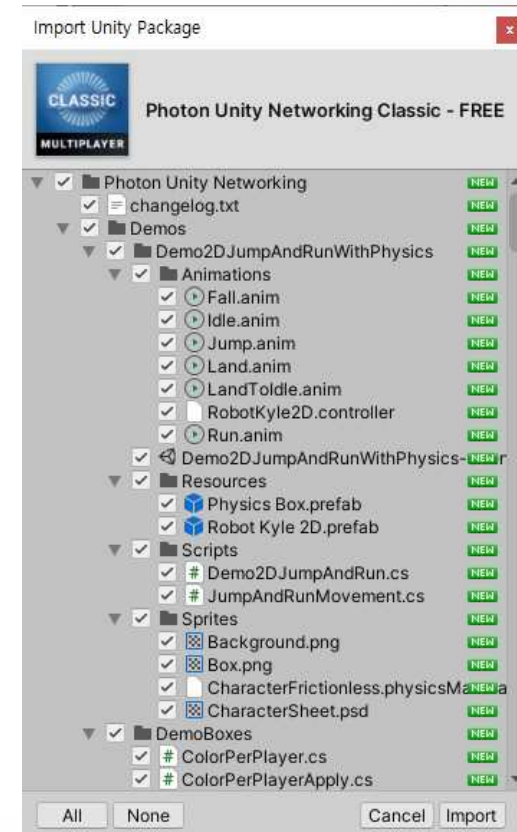 Import Unity Package
x
CLASSIC
MULTIPLAYER
Photon Unity Networking Classic - FREE
Photon Unity Networking NEW
changelog.txt NEW
Demos NEW
Demo2DJumpAndRunWithPhysics NEW
Animations NEW
Fall.anim NEW
Idle.anim NEW
Jump.anim NEW
Land.anim NEW
LandToIdle.anim NEW
RobotKyle2D.controller NEW
Run.anim NEW
Demo2DJumpAndRunWithPhysics- NEW
Resources NEW
Physics Box.prefab NEW
Robot Kyle 2D.prefab NEW
Scripts NEW
# Demo2DJumpAndRun.cs NEW
# JumpAndRunMovement.cs NEW
Sprites NEW
Background.png NEW
Box.png NEW
CharacterFrictionless.physicsMa NEW
CharacterSheet.psd NEW
DemoBoxes NEW
# ColorPerPlayer.cs NEW
# ColorPerPlayerApply.cs NEW
All None Cancel Import